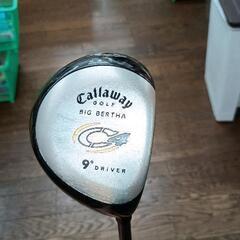 Callaway
GOLF
BIG BERTHA
C4
9° DRIVER